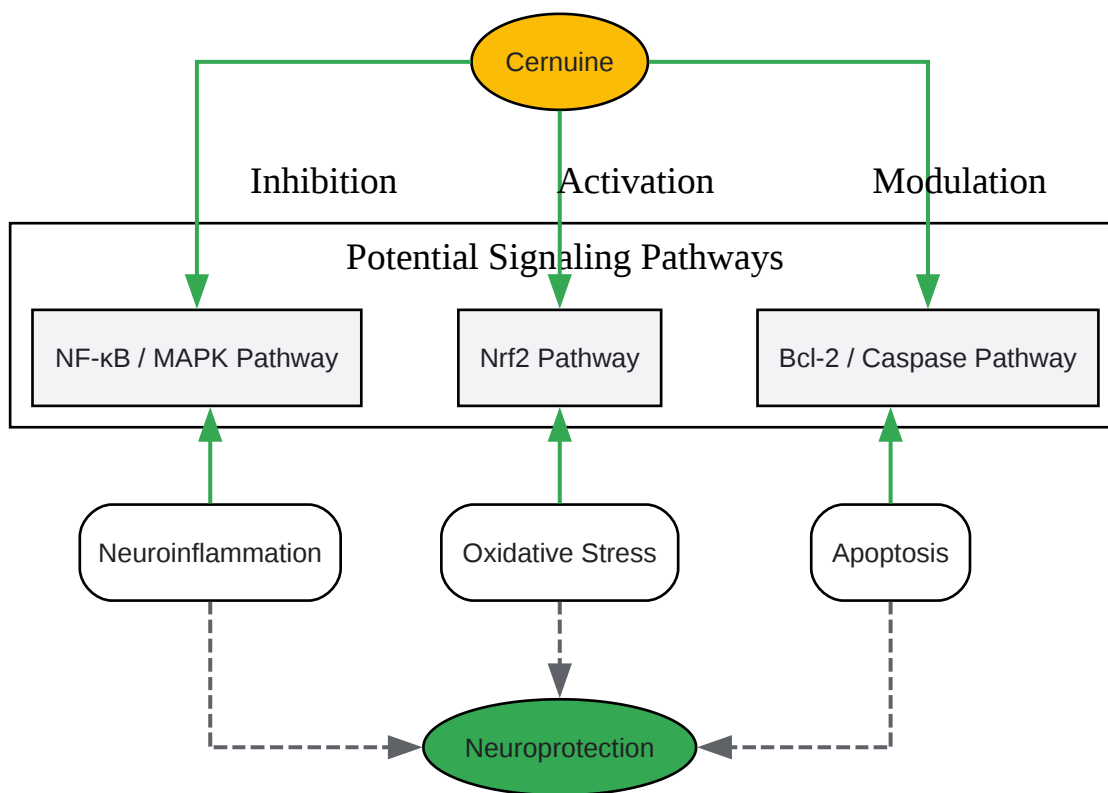 Cernuine
Inhibition
Activation
Modulation
Potential Signaling Pathways
NF-κB / MAPK Pathway
Nrf2 Pathway
Bcl-2 / Caspase Pathway
Neuroinflammation
Oxidative Stress
Apoptosis
Neuroprotection